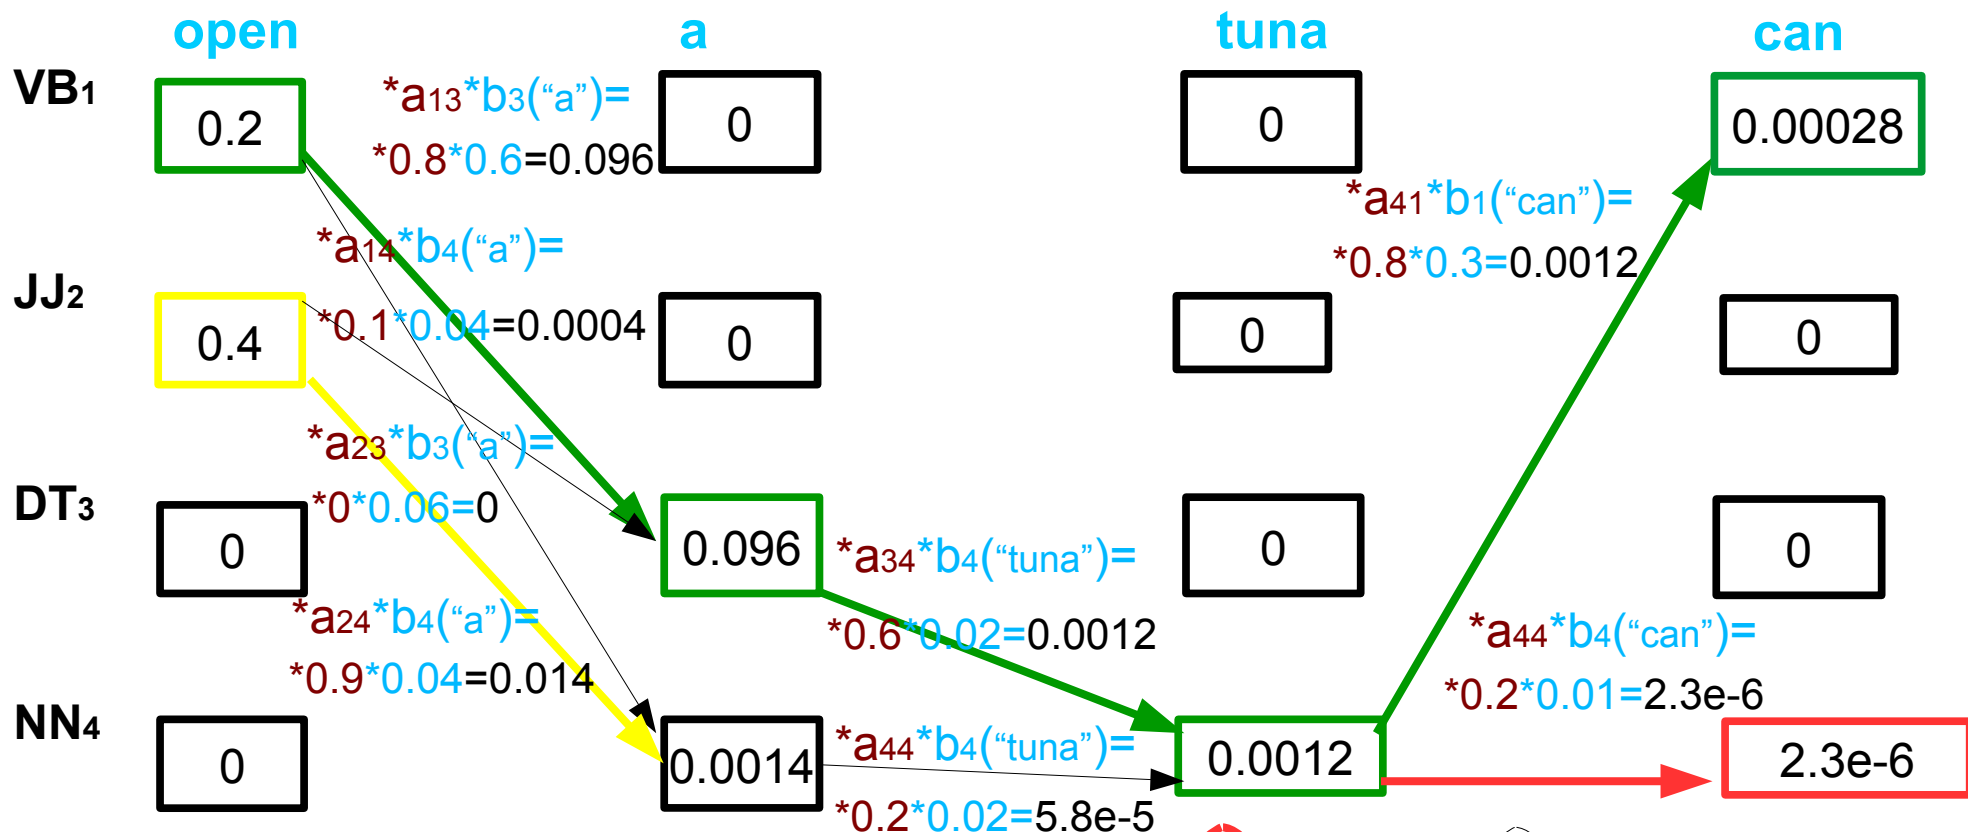 open a tuna can
VB1 0.2 *a13*b3(“a”)= 0 0 0.00028
*0.8*0.6=0.096
*a41*b1(“can”)=
*a14*b4(“a”)=
*0.8*0.3=0.0012
JJ2 0.4 *0.1*0.04=0.0004 0 0 0
*a23*b3(“a”)=
DT3 *0*0.06=0
0 0.096 *a34*b4(“tuna”)= 0 0
*a24*b4(“a”)= *0.6*0.02=0.0012 *a44*b4(“can”)=
*0.9*0.04=0.014 *0.2*0.01=2.3e-6
NN4 0 0.0014 *a44*b4(“tuna”)= 0.0012 2.3e-6
*0.2*0.02=5.8e-5